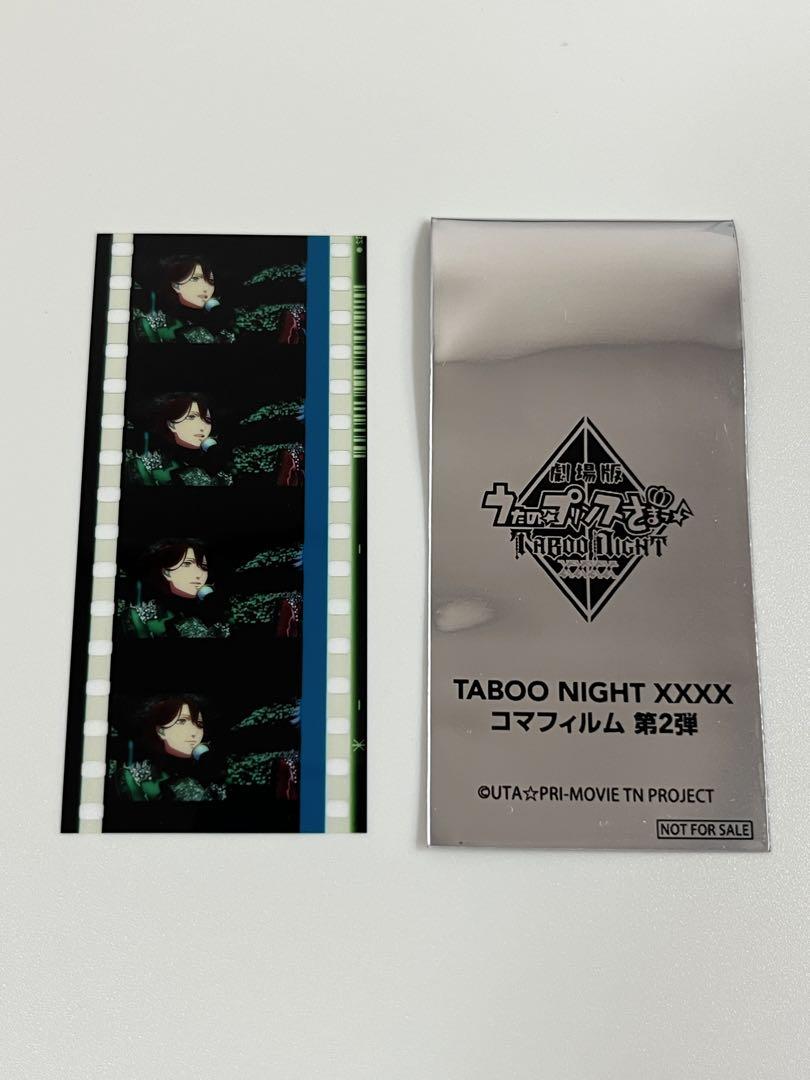 劇場版
うたの☆プリンスさまっ♪
TABOO NIGHT
XXXX
TABOO NIGHT XXXX
コマフィルム 第2弾
©UTA☆PRI-MOVIE TN PROJECT
NOT FOR SALE